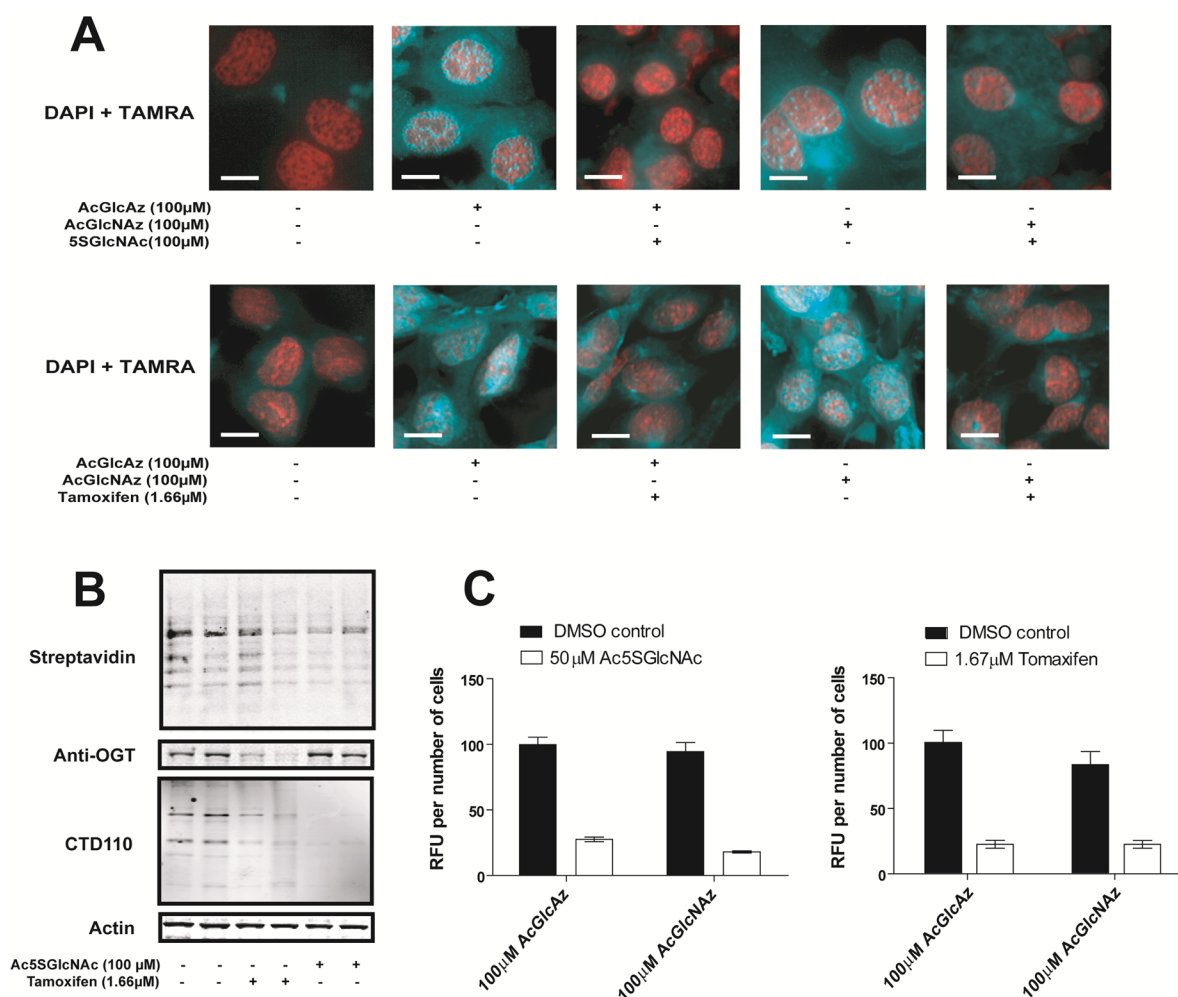 A
DAPI + TAMRA
AcGlcAz (100µM) - + + - -
AcGlcNAz (100µM) - - - + +
5SGlcNAc(100µM) - - + - +
DAPI + TAMRA
AcGlcAz (100µM) - + + - -
AcGlcNAz (100µM) - - - + +
Tamoxifen (1.66µM) - - + - +
B
Streptavidin
Anti-OGT
CTD110
Actin
Ac5SGlcNAc (100 µM) - - - - + +
Tamoxifen (1.66µM) - - + + - -
C
DMSO control
50 µM Ac5SGlcNAc
RFU per number of cells
150
100
50
0
100µM AcGlcAz
100µM AcGlcNAz
DMSO control
1.67µM Tomaxifen
RFU per number of cells
150
100
50
0
100µM AcGlcAz
100µM AcGlcNAz